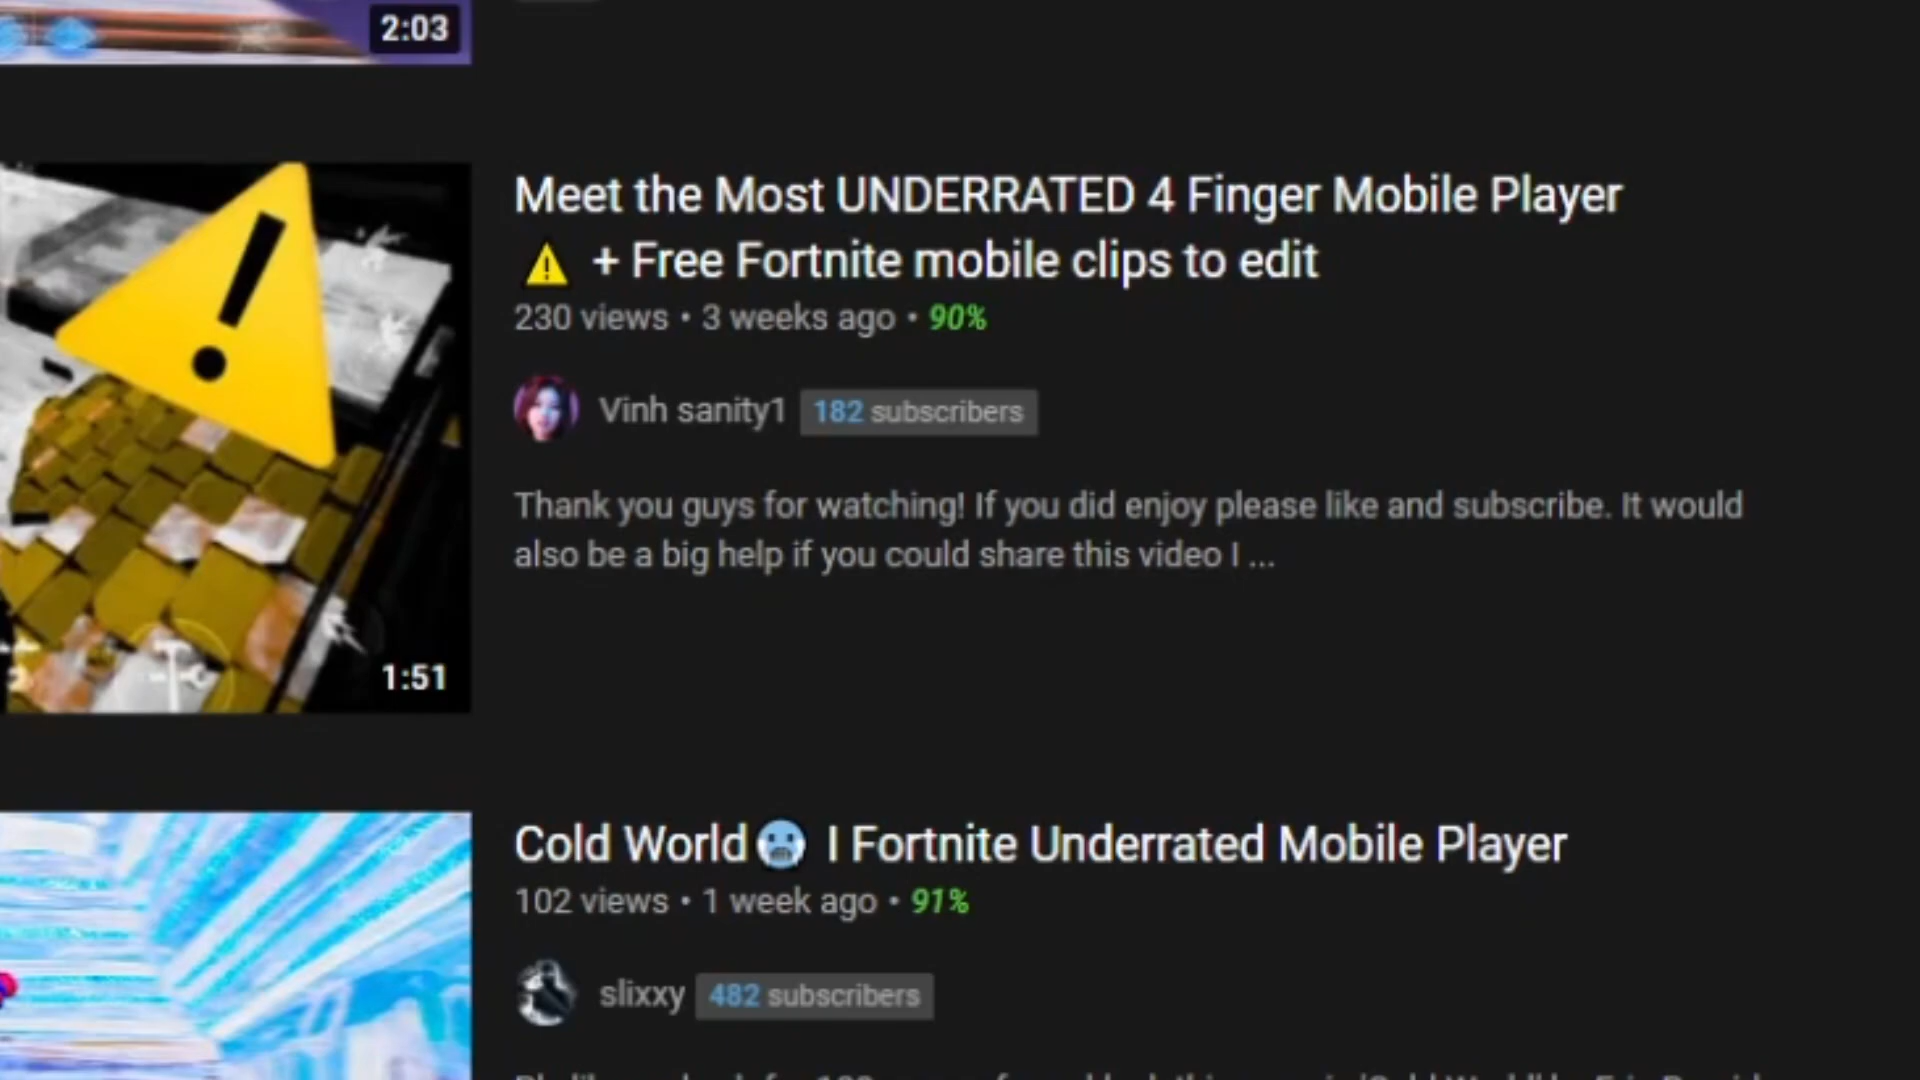 2:03
Meet the Most UNDERRATED 4 Finger Mobile Player
⚠️ + Free Fortnite mobile clips to edit
230 views • 3 weeks ago • 90%
Vinh sanity1 182 subscribers
Thank you guys for watching! If you did enjoy please like and subscribe. It would
also be a big help if you could share this video I ...
1:51
Cold World🥶 I Fortnite Underrated Mobile Player
102 views • 1 week ago • 91%
slixxy 482 subscribers